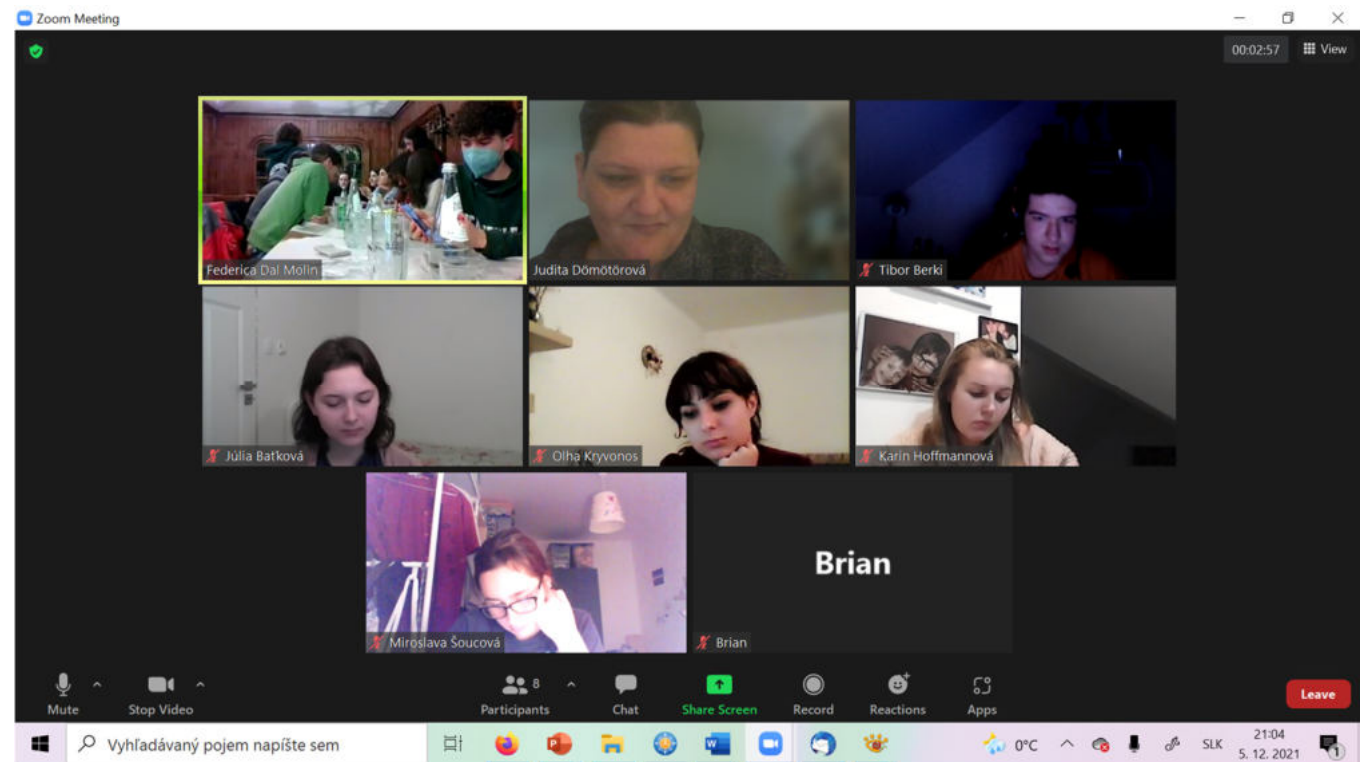 Zoom Meeting
00:02:57 View
Federica Dal Molin
Judita Dömötörová
Tibor Berki
Júlia Baťková
Olha Kryvonos
Karin Hoffmannová
Miroslava Šoucová
Brian
Brian
Mute
Stop Video
Participants 8
Chat
Share Screen
Record
Reactions
Apps
Leave
Vyhľadávaný pojem napíšte sem
0°C
SLK
21:04
5. 12. 2021
1